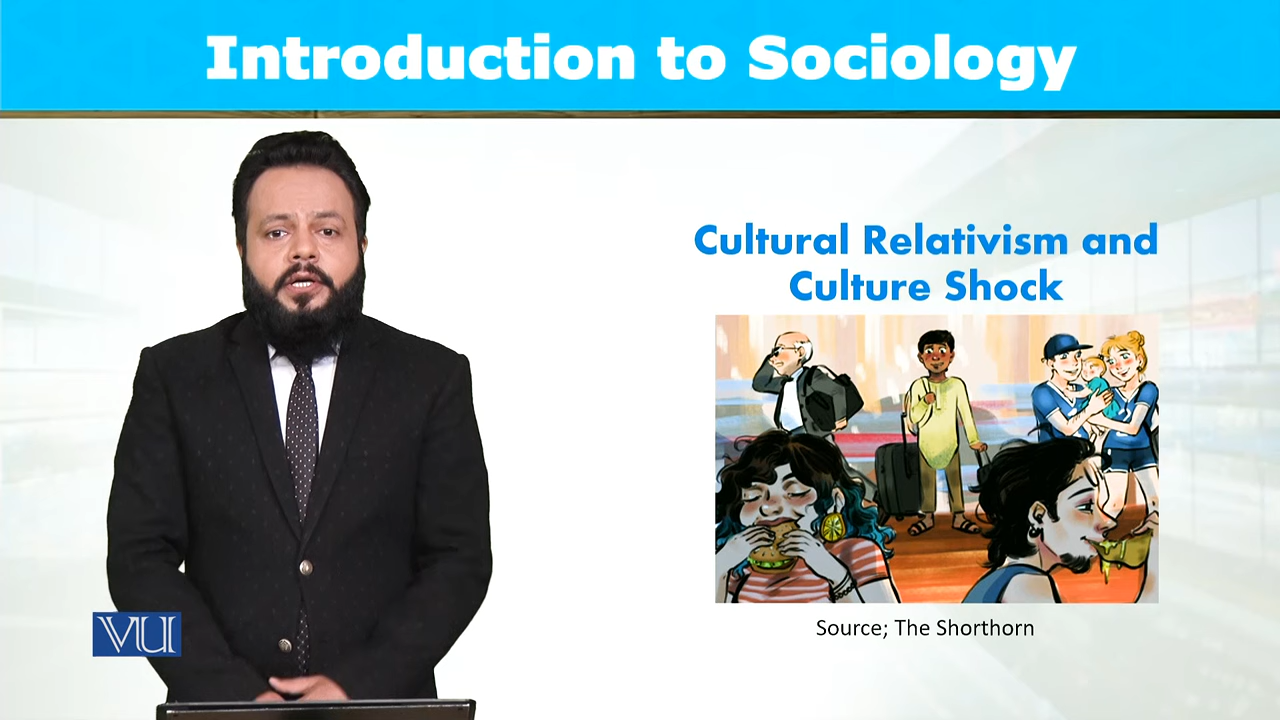 Introduction to Sociology
Cultural Relativism and
Culture Shock
Source; The Shorthorn
VU